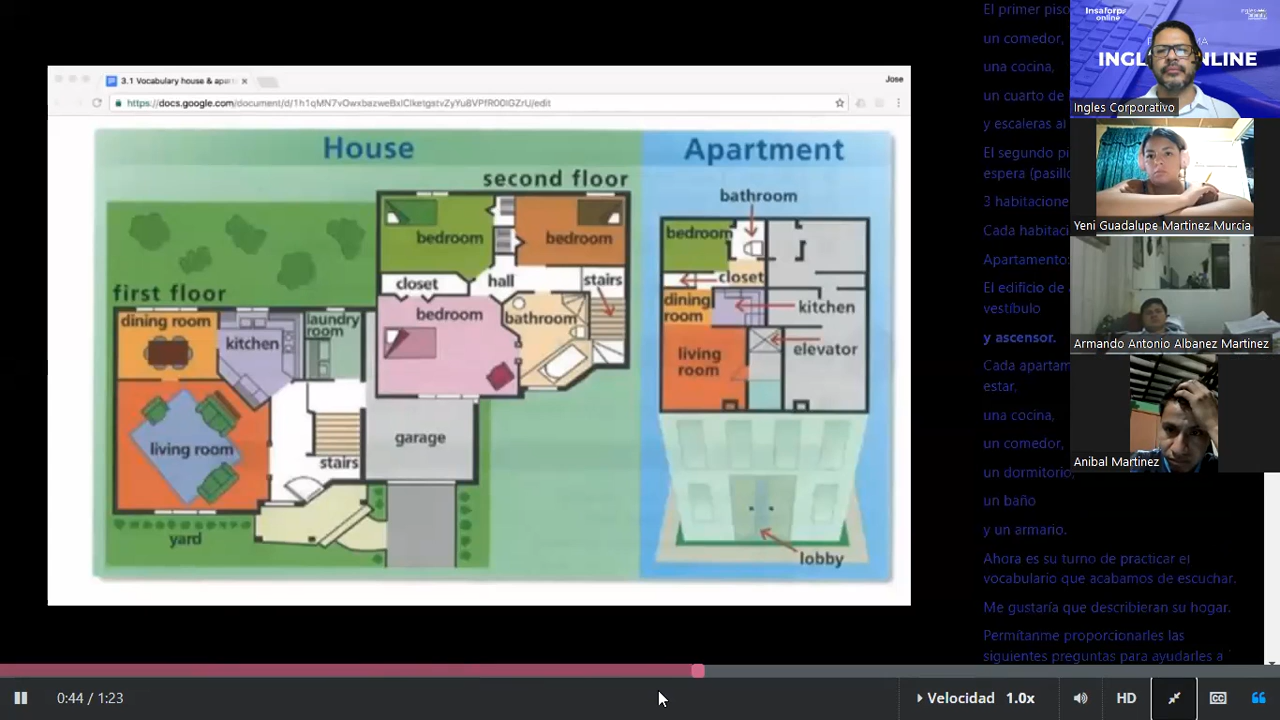 3.1 Vocabulary house & apar
Jose
House
Apartment
second floor
bathroom
bedroom
bedroom
bedroom
closet
hall
stairs
closet
first floor
dining room
kitchen
laundry
room
bedroom
bathroom
dining
room
kitchen
living
room
elevator
living room
stairs
garage
yard
lobby
El primer piso
un comedor,
una cocina,
un cuarto de
y escaleras al
El segundo
espera (pasill
3 habitacione
Cada habitac
Apartamento:
El edificio de
vestíbulo
y ascensor.
Cada apartam
estar,
una cocina,
un comedor,
un dormitorio,
un baño
y un armario.
Ahora es su turno de practicar el
vocabulario que acabamos de escuchar.
Me gustaría que describieran su hogar.
Permítanme proporcionarles las
siguientes preguntas para ayudarles a
Insaforp
online
INGL
ONLINE
Ingles Corporativo
Yeni Guadalupe Martinez Murcia
Armando Antonio Albanez Martinez
Anibal Martinez
0:44 / 1:23
Velocidad 1.0x
HD
CC